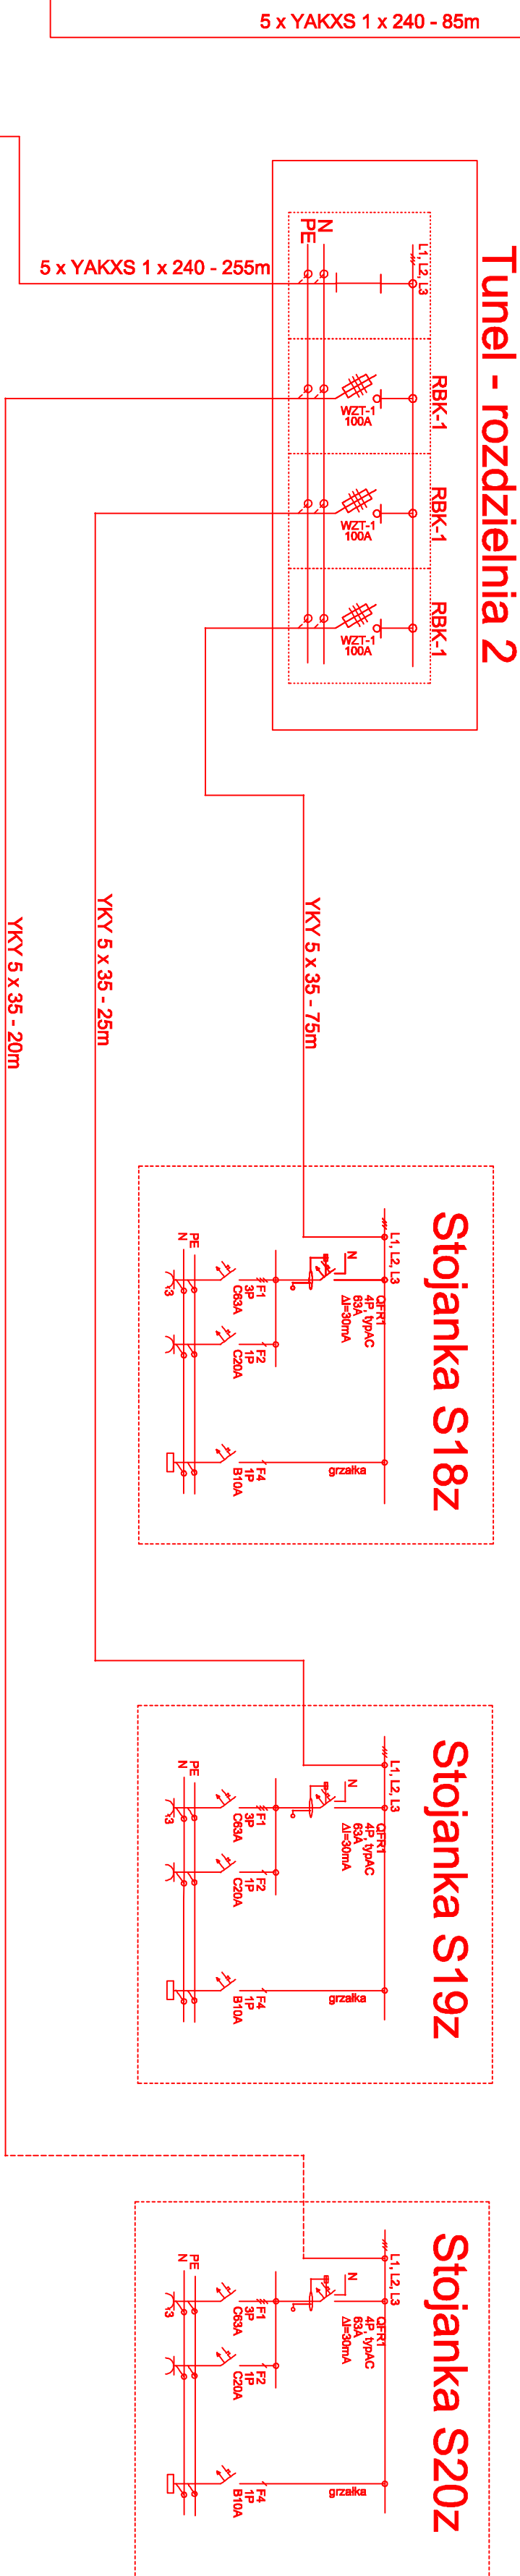 5 x YAKXS 1 x 240 - 85m
Tunel - rozdzielnia 2
L1, L2, L3
N
PE
5 x YAKXS 1 x 240 - 255m
RBK-1
WZT-1
100A
RBK-1
WZT-1
100A
RBK-1
WZT-1
100A
YKY 5 x 35 - 75m
YKY 5 x 35 - 25m
YKY 5 x 35 - 20m
Stojanka S18z
L1, L2, L3
N
QFR1
4P, typAC
63A
ΔI=30mA
PE
N
F1
3P
C63A
F2
1P
C20A
F4
1P
B10A
grzałka
x3
Stojanka S19z
L1, L2, L3
N
QFR1
4P, typAC
63A
ΔI=30mA
PE
N
F1
3P
C63A
F2
1P
C20A
F4
1P
B10A
grzałka
x3
Stojanka S20z
L1, L2, L3
N
QFR1
4P, typAC
63A
ΔI=30mA
PE
N
F1
3P
C63A
F2
1P
C20A
F4
1P
B10A
grzałka
x3